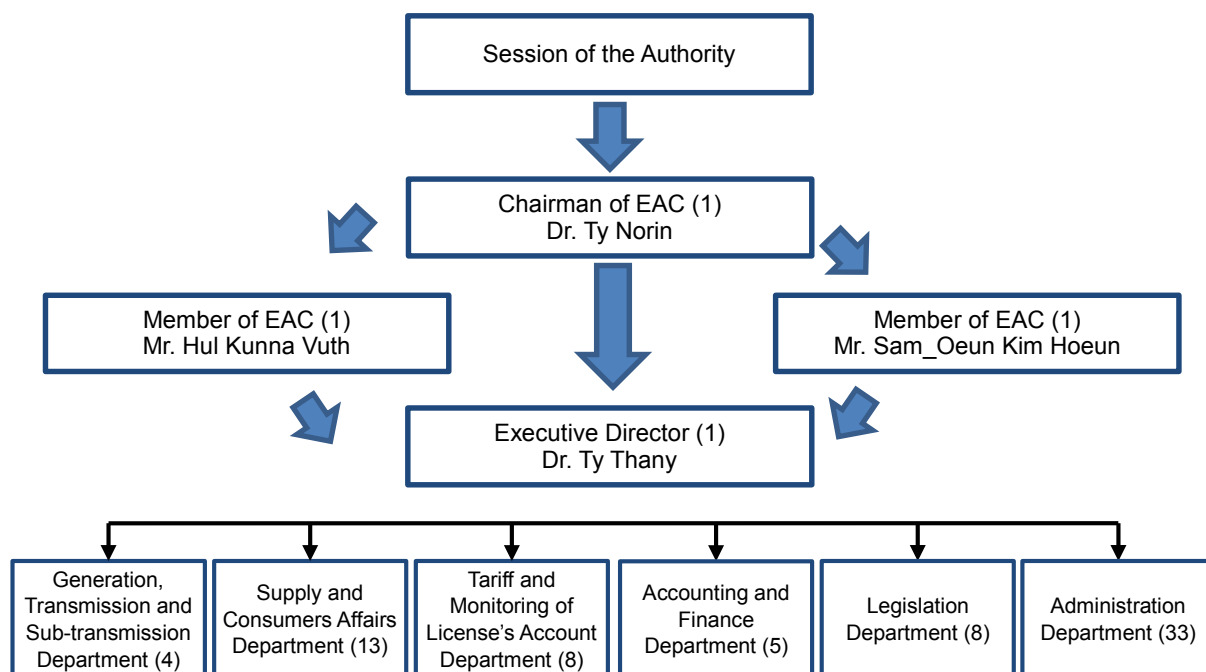 Session of the Authority
Chairman of EAC (1)
Dr. Ty Norin
Member of EAC (1)
Mr. Hul Kunna Vuth
Member of EAC (1)
Mr. Sam_Oeun Kim Hoeun
Executive Director (1)
Dr. Ty Thany
Generation,
Transmission and
Sub-transmission
Department (4)
Supply and
Consumers Affairs
Department (13)
Tariff and
Monitoring of
License’s Account
Department (8)
Accounting and
Finance
Department (5)
Legislation
Department (8)
Administration
Department (33)